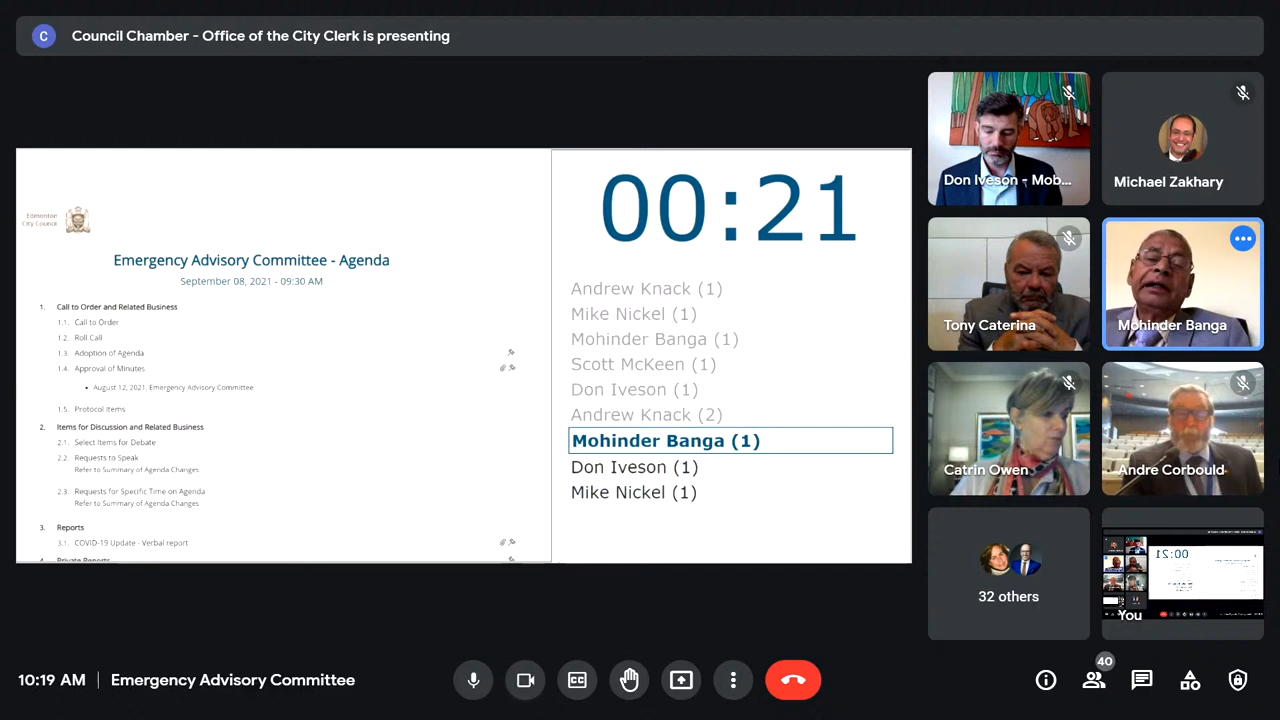 C Council Chamber - Office of the City Clerk is presenting
Edmonton
City Council
Emergency Advisory Committee - Agenda
September 08, 2021 - 09:30 AM
1. Call to Order and Related Business
1.1. Call to Order
1.2. Roll Call
1.3. Adoption of Agenda
1.4. Approval of Minutes
• August 12, 2021, Emergency Advisory Committee
1.5. Protocol Items
2. Items for Discussion and Related Business
2.1. Select Items for Debate
2.2. Requests to Speak
Refer to Summary of Agenda Changes
2.3. Requests for Specific Time on Agenda
Refer to Summary of Agenda Changes
3. Reports
3.1. COVID-19 Update - Verbal report
4. Private Reports
00:21
Andrew Knack (1)
Mike Nickel (1)
Mohinder Banga (1)
Scott McKeen (1)
Don Iveson (1)
Andrew Knack (2)
Mohinder Banga (1)
Don Iveson (1)
Mike Nickel (1)
Don Iveson - Mob...
Michael Zakhary
Tony Caterina
Mohinder Banga
Catrin Owen
Andre Corbould
32 others
00:21
You
10:19 AM | Emergency Advisory Committee
CC
40